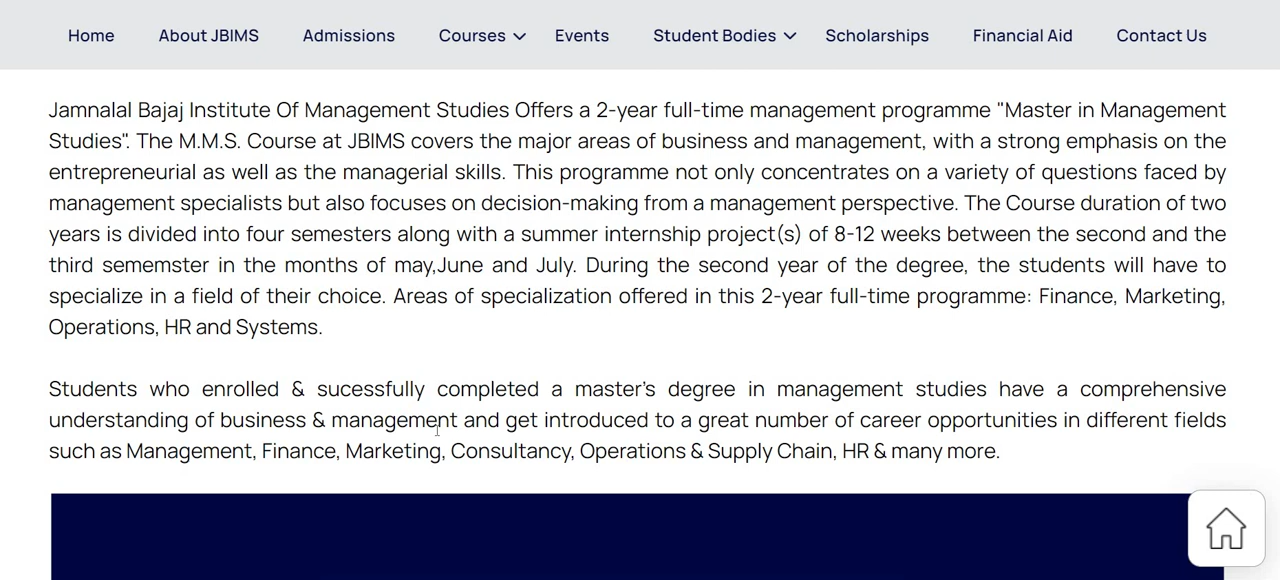 Home About JBIMS Admissions Courses Events Student Bodies Scholarships Financial Aid Contact Us
Jamnalal Bajaj Institute Of Management Studies Offers a 2-year full-time management programme "Master in Management
Studies". The M.M.S. Course at JBIMS covers the major areas of business and management, with a strong emphasis on the
entrepreneurial as well as the managerial skills. This programme not only concentrates on a variety of questions faced by
management specialists but also focuses on decision-making from a management perspective. The Course duration of two
years is divided into four semesters along with a summer internship project(s) of 8-12 weeks between the second and the
third sememster in the months of may,June and July. During the second year of the degree, the students will have to
specialize in a field of their choice. Areas of specialization offered in this 2-year full-time programme: Finance, Marketing,
Operations, HR and Systems.
Students who enrolled & sucessfully completed a master's degree in management studies have a comprehensive
understanding of business & management and get introduced to a great number of career opportunities in different fields
such as Management, Finance, Marketing, Consultancy, Operations & Supply Chain, HR & many more.